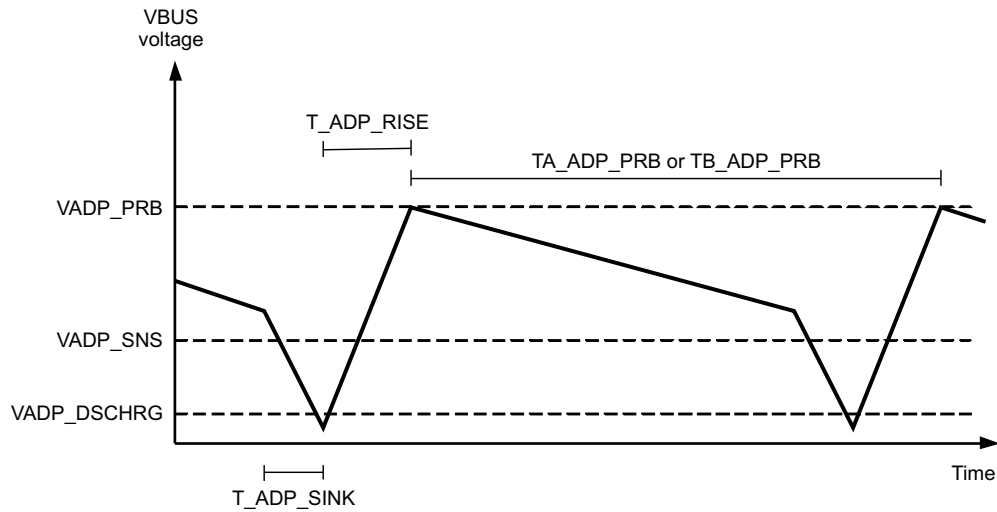 VBUS
voltage
T_ADP_RISE
TA_ADP_PRB or TB_ADP_PRB
VADP_PRB
VADP_SNS
VADP_DSCHRG
Time
T_ADP_SINK